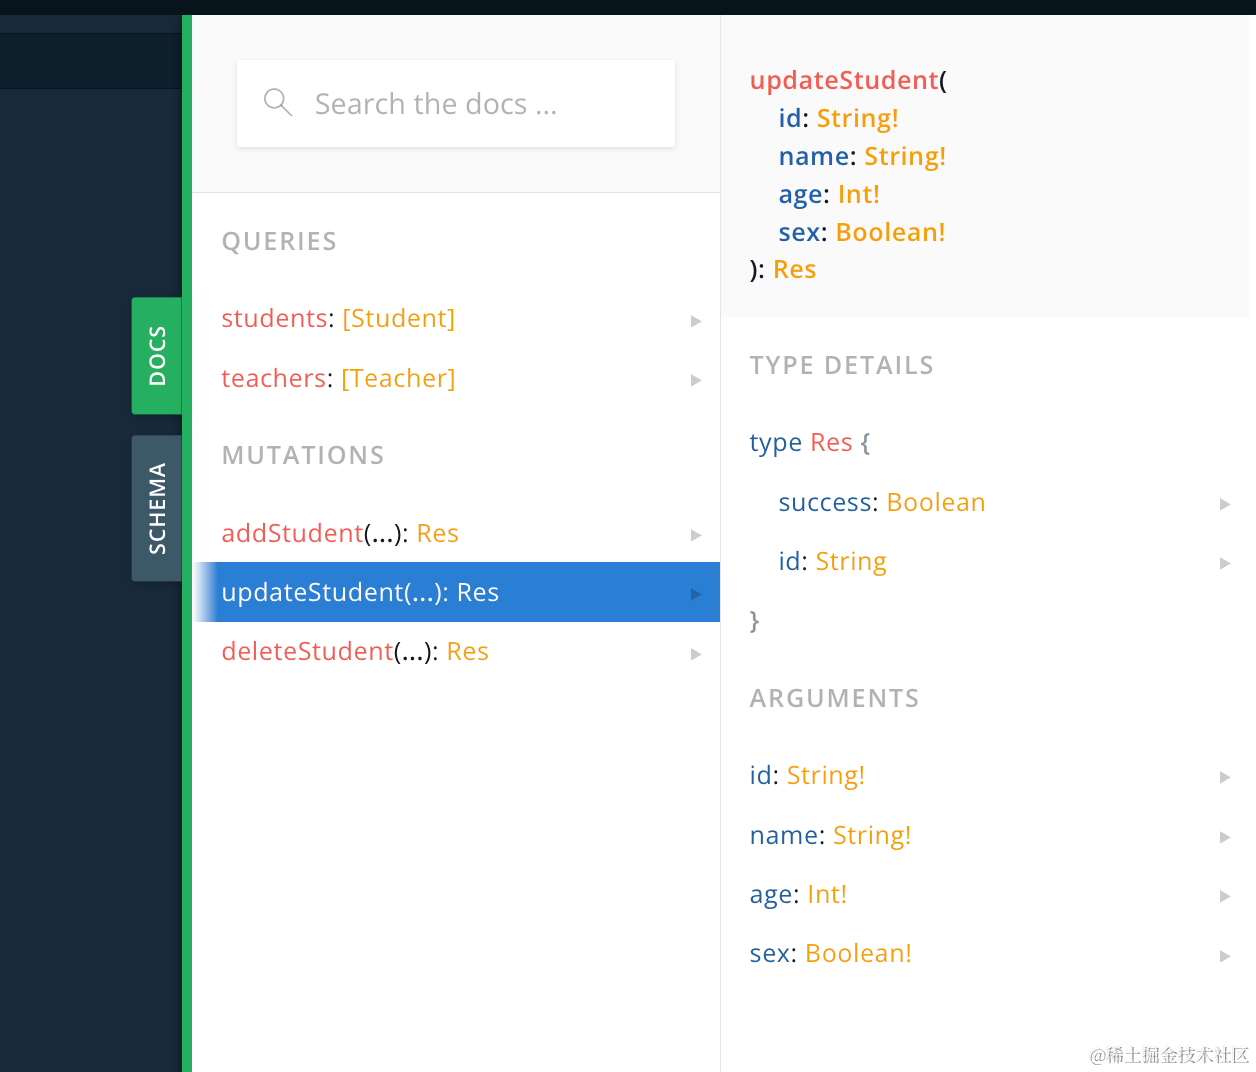 DOCS
SCHEMA
Search the docs ...
QUERIES
students: [Student]
teachers: [Teacher]
MUTATIONS
addStudent(...): Res
updateStudent(...): Res
deleteStudent(...): Res
updateStudent(
id: String!
name: String!
age: Int!
sex: Boolean!
): Res
TYPE DETAILS
type Res {
success: Boolean
id: String
}
ARGUMENTS
id: String!
name: String!
age: Int!
sex: Boolean!
@稀土掘金技术社区